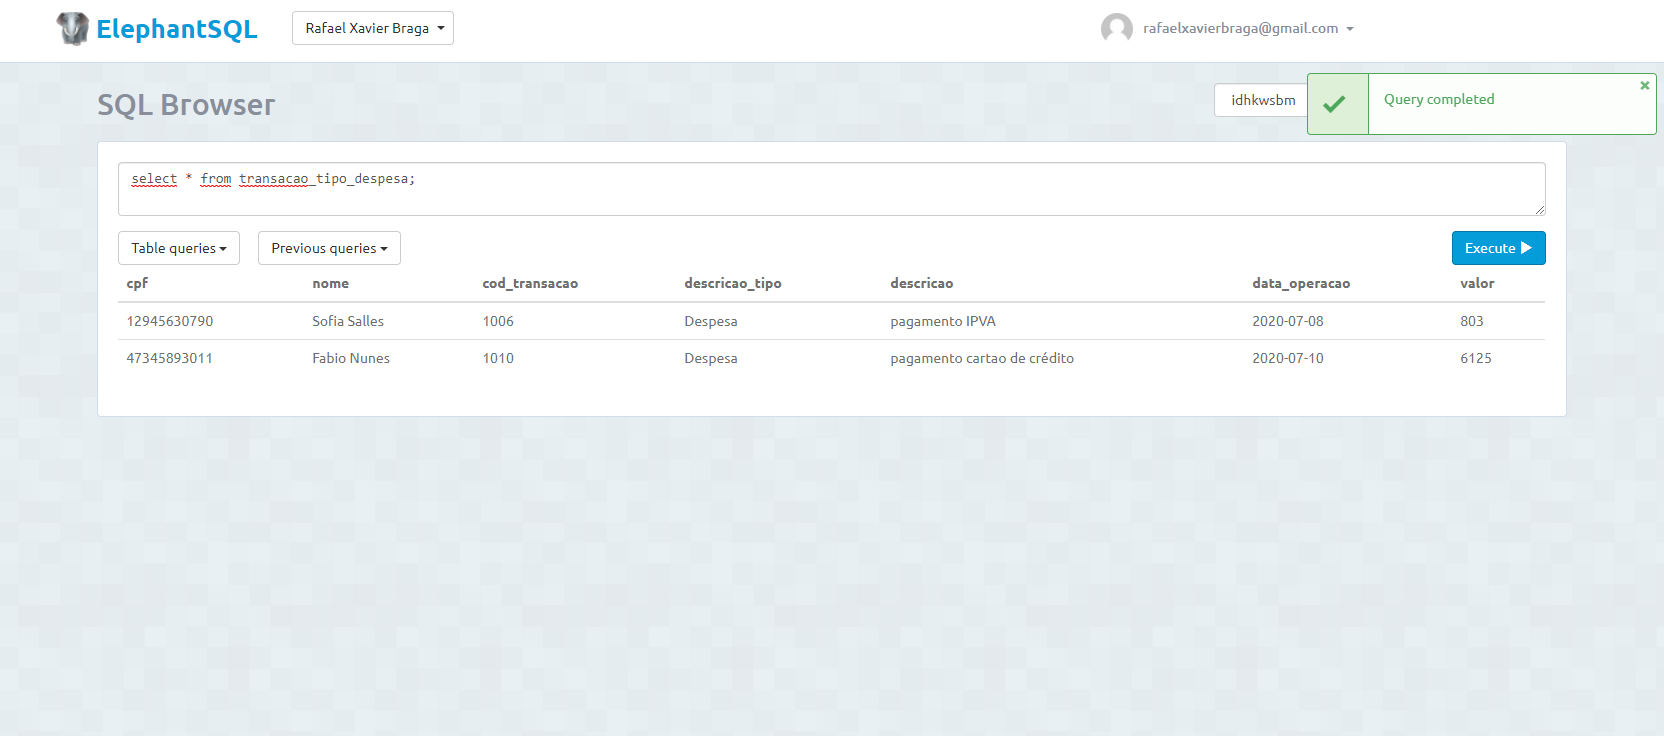 ElephantSQL Rafael Xavier Braga rafaelxavierbraga@gmail.com
SQL Browser idhkwsbm Query completed
select * from transacao_tipo_despesa;
Table queries Previous queries Execute
cpf nome cod_transacao descricao_tipo descricao data_operacao valor
12945630790 Sofia Salles 1006 Despesa pagamento IPVA 2020-07-08 803
47345893011 Fabio Nunes 1010 Despesa pagamento cartao de crédito 2020-07-10 6125